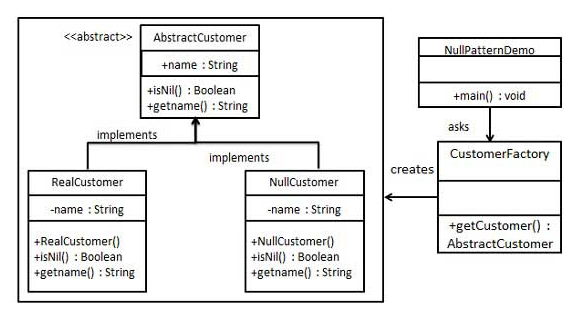 <<abstract>>
AbstractCustomer
+name : String
+isNil() : Boolean
+getname() : String
implements
implements
RealCustomer
-name : String
+RealCustomer()
+isNil() : Boolean
+getname() : String
NullCustomer
-name : String
+NullCustomer()
+isNil() : Boolean
+getname() : String
NullPatternDemo
+main() : void
asks
CustomerFactory
+getCustomer() :
AbstractCustomer
creates